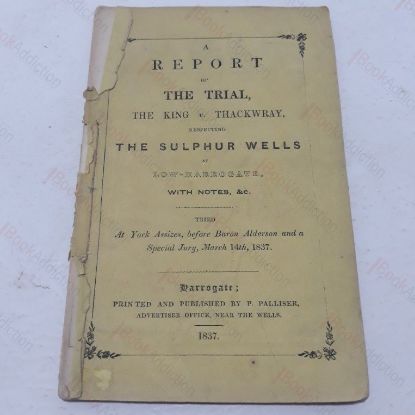 A
REPORT
OF
THE TRIAL,
THE KING v. THACKWRAY,
RESPECTING
THE SULPHUR WELLS
AT
LOW-HARROGATE,
WITH NOTES, &c.
TRIED
At York Assizes, before Baron Alderson and a
Special Jury, March 14th, 1837.
Harrogate;
PRINTED AND PUBLISHED BY P. PALLISER,
ADVERTISER OFFICE, NEAR THE WELLS.
1837.